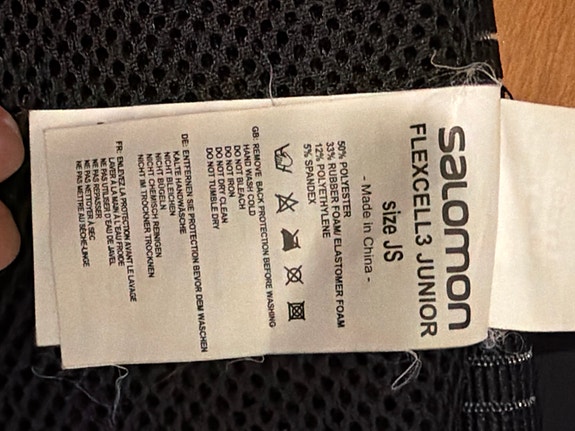 salomon
FLEXCELL3 JUNIOR
size JS
- Made in China -
50% POLYESTER
33% RUBBER FOAM/ ELASTOMER FOAM
12% POLYETHYLENE
5% SPANDEX
GB: REMOVE BACK PROTECTION BEFORE WASHING
HAND WASH COLD
DO NOT BLEACH
DO NOT IRON
DO NOT DRY CLEAN
DO NOT TUMBLE DRY
DE: ENTFERNEN SIE PROTECTION BEVOR DEM WASCHEN
KALTE HANDWÄSCHE
NICHT BLEICHEN
NICHT BÜGELN
NICHT CHEMISCH REINIGEN
NICHT IM TROCKNER TROCKNEN
FR: ENLEVEZ LA PROTECTION AVANT LE LAVAGE
LAVER À LA MAIN À L'EAU FROIDE
NE PAS UTILISER D'EAU DE JAVEL
NE PAS REPASSER
NE PAS NETTOYER À SEC
NE PAS METTRE AU SÈCHE-LINGE